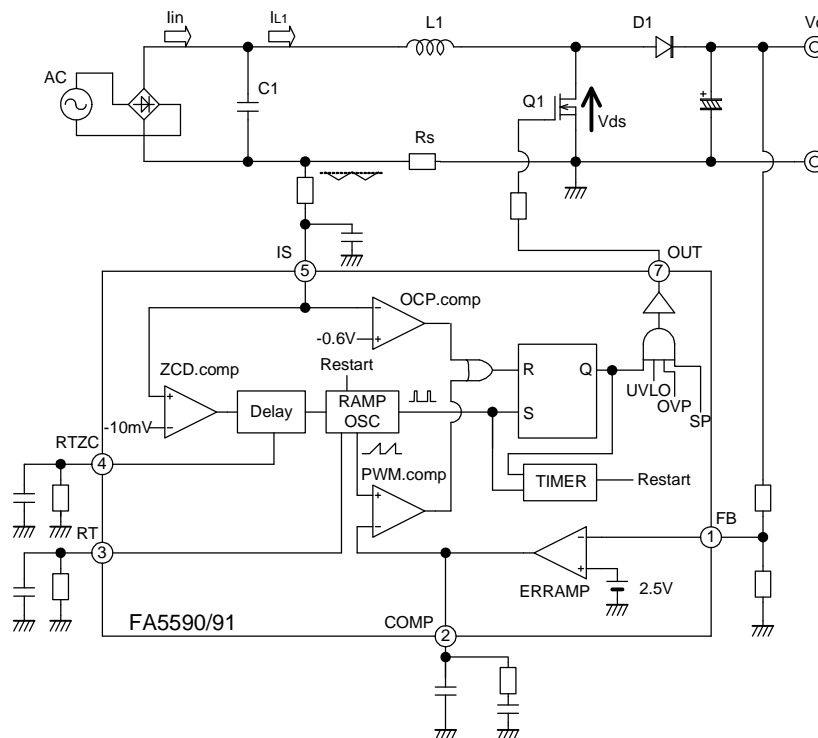 Iin
IL1
L1
D1
Vo
AC
C1
Q1
Vds
Rs
+
IS
5
OUT
7
OCP.comp
-0.6V
+
−
ZCD.comp
Restart
R
Q
+
-10mV
−
Delay
RAMP
OSC
S
UVLO
OVP
SP
RTZC
4
PWM.comp
TIMER
Restart
+
−
FB
1
RT
3
−
+
ERRAMP
2.5V
FA5590/91
COMP
2